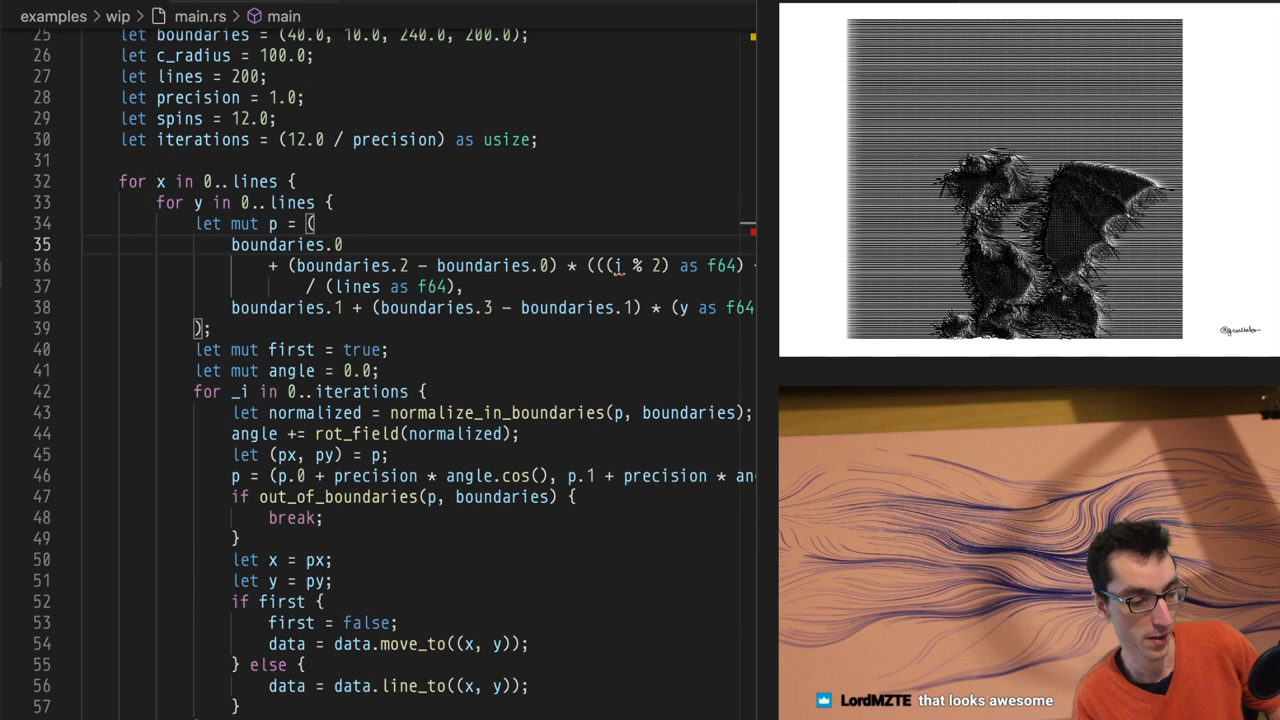 examples > wip > main.rs > main
25 let boundaries = (40.0, 10.0, 240.0, 200.0);
26 let c_radius = 100.0;
27 let lines = 200;
28 let precision = 1.0;
29 let spins = 12.0;
30 let iterations = (12.0 / precision) as usize;
31
32 for x in 0..lines {
33 for y in 0..lines {
34 let mut p = (
35 boundaries.0
36 + (boundaries.2 - boundaries.0) * (((i % 2) as f64)
37 / (lines as f64),
38 boundaries.1 + (boundaries.3 - boundaries.1) * (y as f64
39 );
40 let mut first = true;
41 let mut angle = 0.0;
42 for _i in 0..iterations {
43 let normalized = normalize_in_boundaries(p, boundaries);
44 angle += rot_field(normalized);
45 let (px, py) = p;
46 p = (p.0 + precision * angle.cos(), p.1 + precision * an
47 if out_of_boundaries(p, boundaries) {
48 break;
49 }
50 let x = px;
51 let y = py;
52 if first {
53 first = false;
54 data = data.move_to((x, y));
55 } else {
56 data = data.line_to((x, y));
57 }
LordMZTE that looks awesome